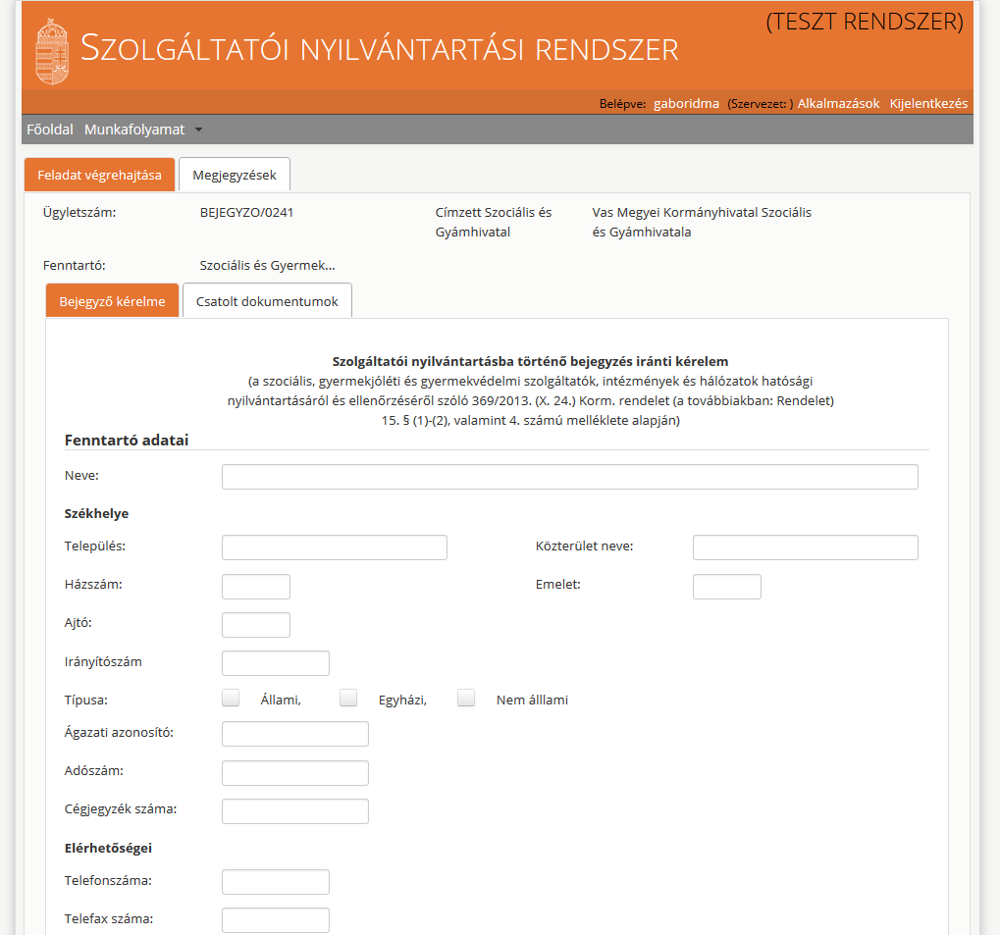 (TESZT RENDSZER)
SZOLGÁLTATÓI NYILVÁNTARTÁSI RENDSZER
Belépve: gaboridma (Szervezet: ) Alkalmazások Kijelentkezés
Főoldal Munkafolyamat
Feladat végrehajtása Megjegyzések
Ügyletszám: BEJEGYZO/0241 Címzett Szociális és Gyámhivatal Vas Megyei Kormányhivatal Szociális és Gyámhivatala
Fenntartó: Szociális és Gyermek...
Bejegyző kérelme Csatolt dokumentumok
Szolgáltatói nyilvántartásba történő bejegyzés iránti kérelem
(a szociális, gyermekjóléti és gyermekvédelmi szolgáltatók, intézmények és hálózatok hatósági
nyilvántartásáról és ellenőrzéséről szóló 369/2013. (X. 24.) Korm. rendelet (a továbbiakban: Rendelet)
15. § (1)-(2), valamint 4. számú melléklete alapján)
Fenntartó adatai
Neve:
Székhelye
Település: Közterület neve:
Házszám: Emelet:
Ajtó:
Irányítószám
Típusa: Állami, Egyházi, Nem álllami
Ágazati azonosító:
Adószám:
Cégjegyzék száma:
Elérhetőségei
Telefonszáma:
Telefax száma: